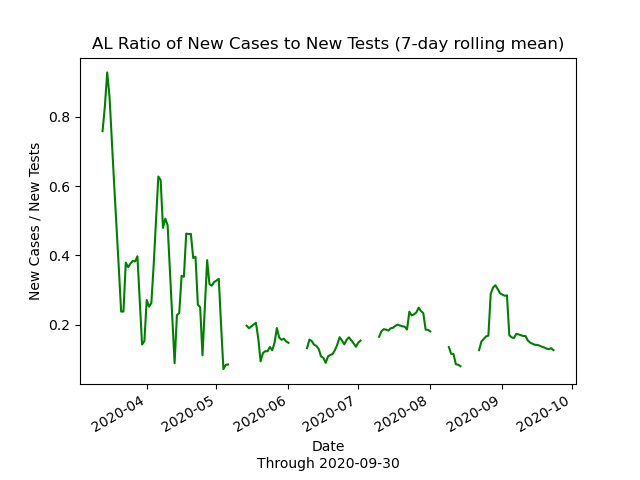 AL Ratio of New Cases to New Tests (7-day rolling mean)
New Cases / New Tests
0.8
0.6
0.4
0.2
2020-04
2020-05
2020-06
2020-07
2020-08
2020-09
2020-10
Date
Through 2020-09-30